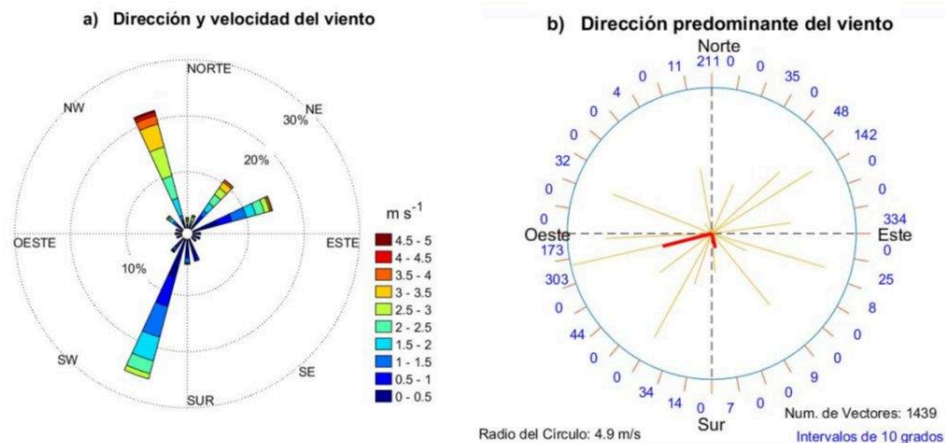 a) Dirección y velocidad del viento
NORTE
NW
NE
30%
20%
OESTE
ESTE
10%
SW
SE
SUR
m s-1
4.5 - 5
4 - 4.5
3.5 - 4
3 - 3.5
2.5 - 3
2 - 2.5
1.5 - 2
1 - 1.5
0.5 - 1
0 - 0.5
b) Dirección predominante del viento
Norte
211
0
0
35
0
48
142
0
0
334
Este
0
25
8
0
0
9
0
0
7
Sur
0
14
34
0
0
44
0
303
173
Oeste
0
0
32
0
4
0
11
Radio del Circulo: 4.9 m/s
Num. de Vectores: 1439
Intervalos de 10 grados